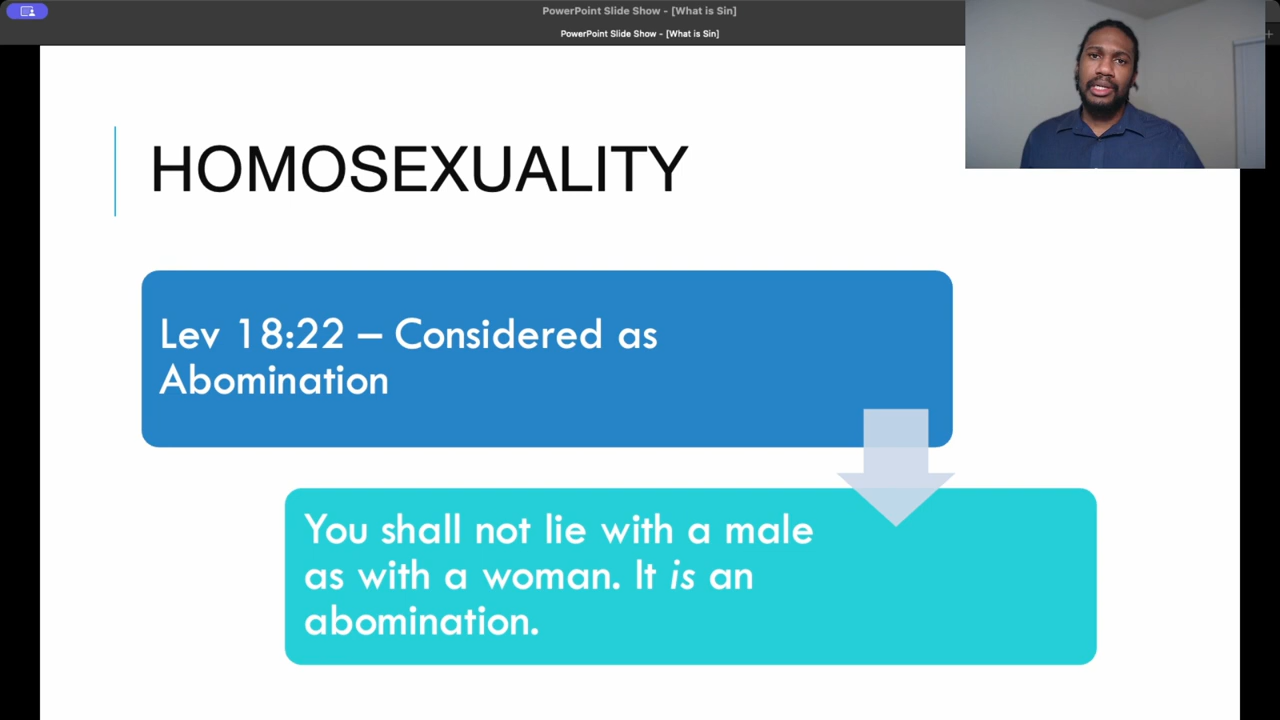 PowerPoint Slide Show - [What is Sin]
PowerPoint Slide Show - [What is Sin]
HOMOSEXUALITY
Lev 18:22 – Considered as
Abomination
You shall not lie with a male
as with a woman. It is an
abomination.